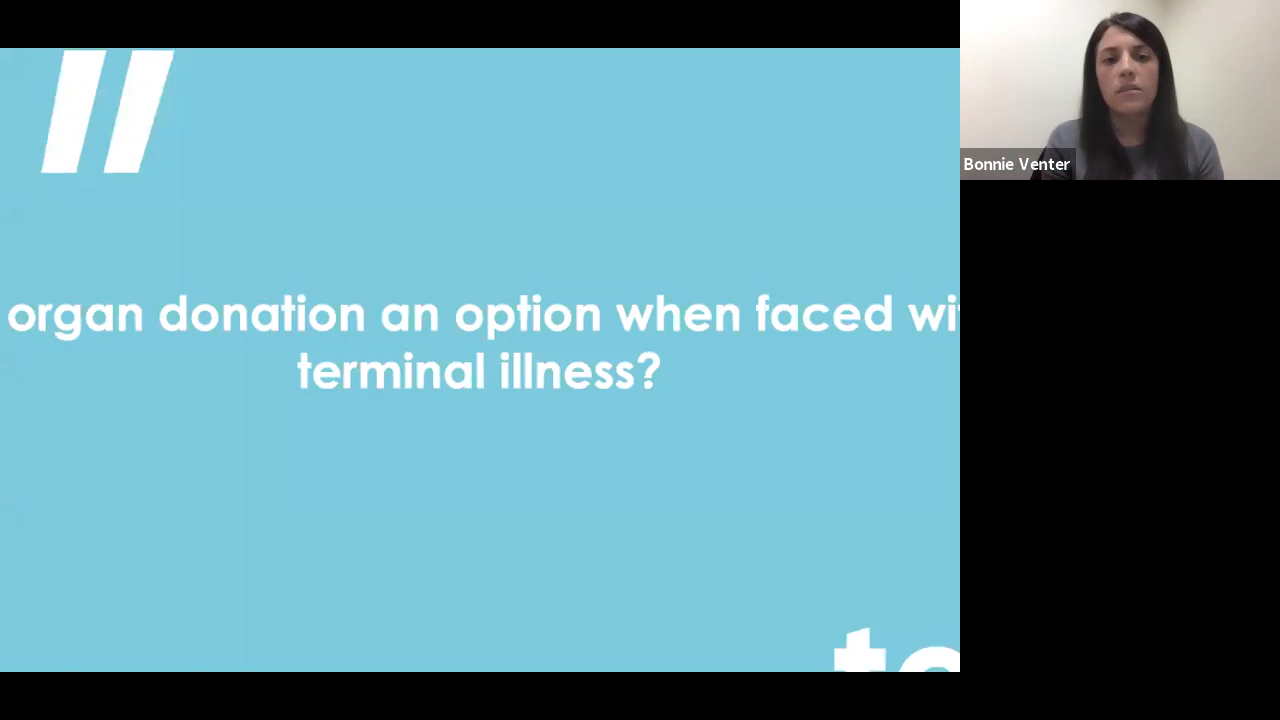 organ donation an option when faced wi
terminal illness?
Bonnie Venter